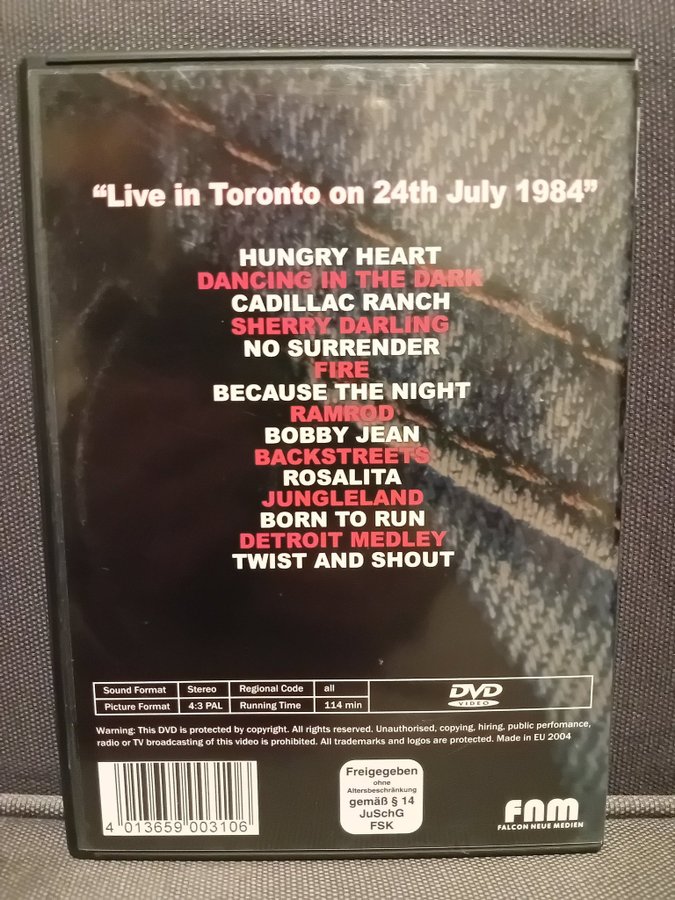 “Live in Toronto on 24th July 1984”
HUNGRY HEART
DANCING IN THE DARK
CADILLAC RANCH
SHERRY DARLING
NO SURRENDER
FIRE
BECAUSE THE NIGHT
RAMROD
BOBBY JEAN
BACKSTREETS
ROSALITA
JUNGLELAND
BORN TO RUN
DETROIT MEDLEY
TWIST AND SHOUT
Sound Format Stereo Regional Code all
Picture Format 4:3 PAL Running Time 114 min
DVD
VIDEO
Warning: This DVD is protected by copyright. All rights reserved. Unauthorised, copying, hiring, public perfomance,
radio or TV broadcasting of this video is prohibited. All trademarks and logos are protected. Made in EU 2004
4 013659 003106
Freigegeben
ohne
Altersbeschränkung
gemäß § 14
JuSchG
FSK
FNM
FALCON NEUE MEDIEN